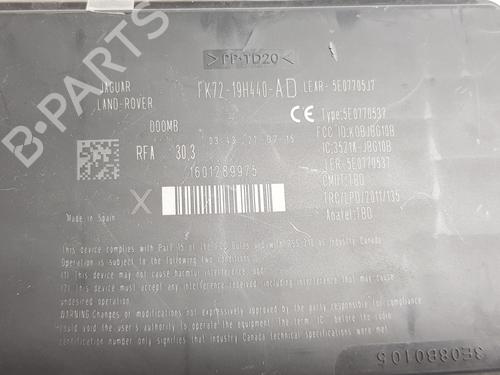 >PP-TD20<
JAGUAR
LAND-ROVER
FK72-19H440-AD LEAR- 5E0770537
D00MB
RFA 30,3
1601289975
X
Made in Spain
CE Type:5E0770537
FCC ID:KOBJBG10B
IC:3521K-JBG10B
LER-5E0770537
CMIIT:TBD
TRC/LPD/2011/135
Anatel:TBD
This device complies with Part 15 of the FCC Rules and with RSS-210 of Industry Canada
Operation is subject to the following two conditions:
(1) This device may not cause harmful interference, and
(2) This device must accept any interference received including interference that may cause
undesired operation
WARNING Changes or modifications not expressively approved by the party responsible for compliance
could void the user's authority to operate the equipment. The term IC before the radio
certification number only signifies that Industry Canada technical specifications were met
3E08B0105
B-PARTS